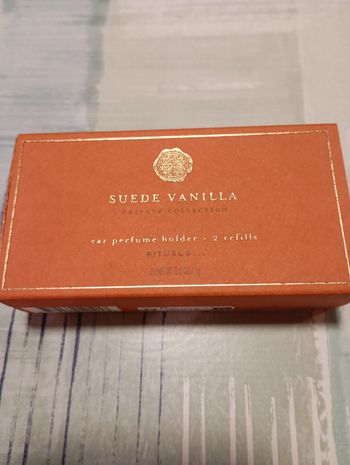 SUEDE VANILLA
PRIVATE COLLECTION
car perfume holder + 2 refills
RITUALS...